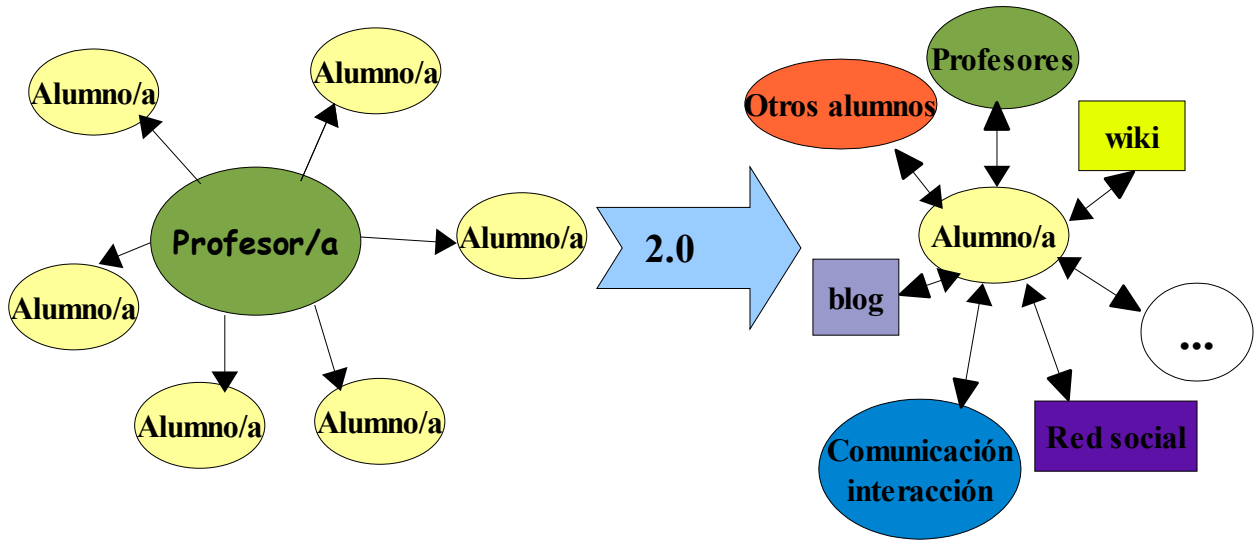 Alumno/a
Alumno/a
Profesor/a
Alumno/a
Alumno/a
Alumno/a
Alumno/a
2.0
Profesores
Otros alumnos
wiki
Alumno/a
blog
...
Comunicación
interacción
Red social